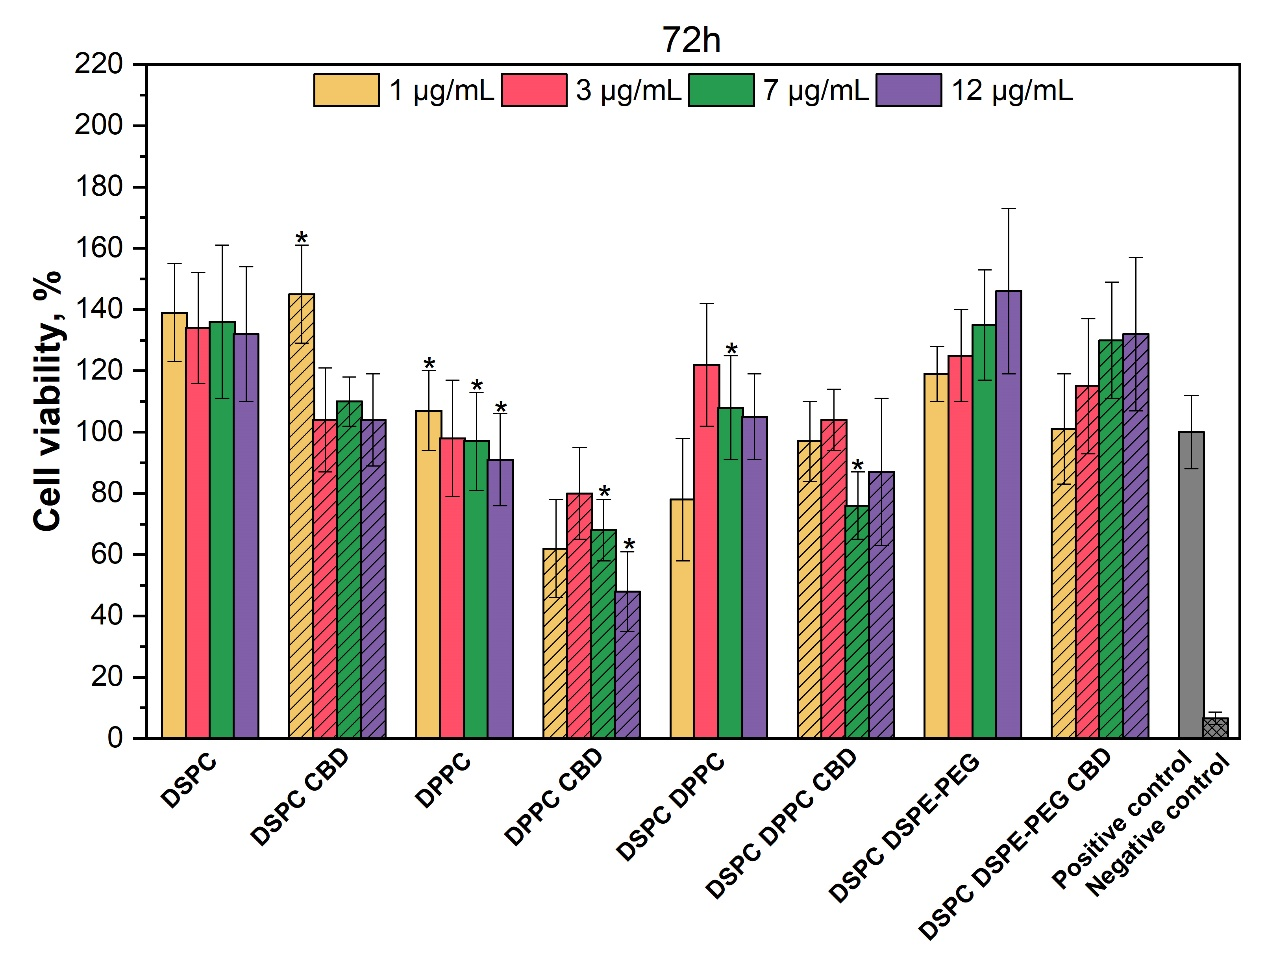 72h
1 µg/mL 3 µg/mL 7 µg/mL 12 µg/mL
Cell viability, %
220
200
180
160
140
120
100
80
60
40
20
0
*
*
*
*
*
*
*
*
DSPC
DSPC CBD
DPPC
DPPC CBD
DSPC DPPC
DSPC DPPC CBD
DSPC DSPE-PEG
DSPC DSPE-PEG CBD
Positive control
Negative control